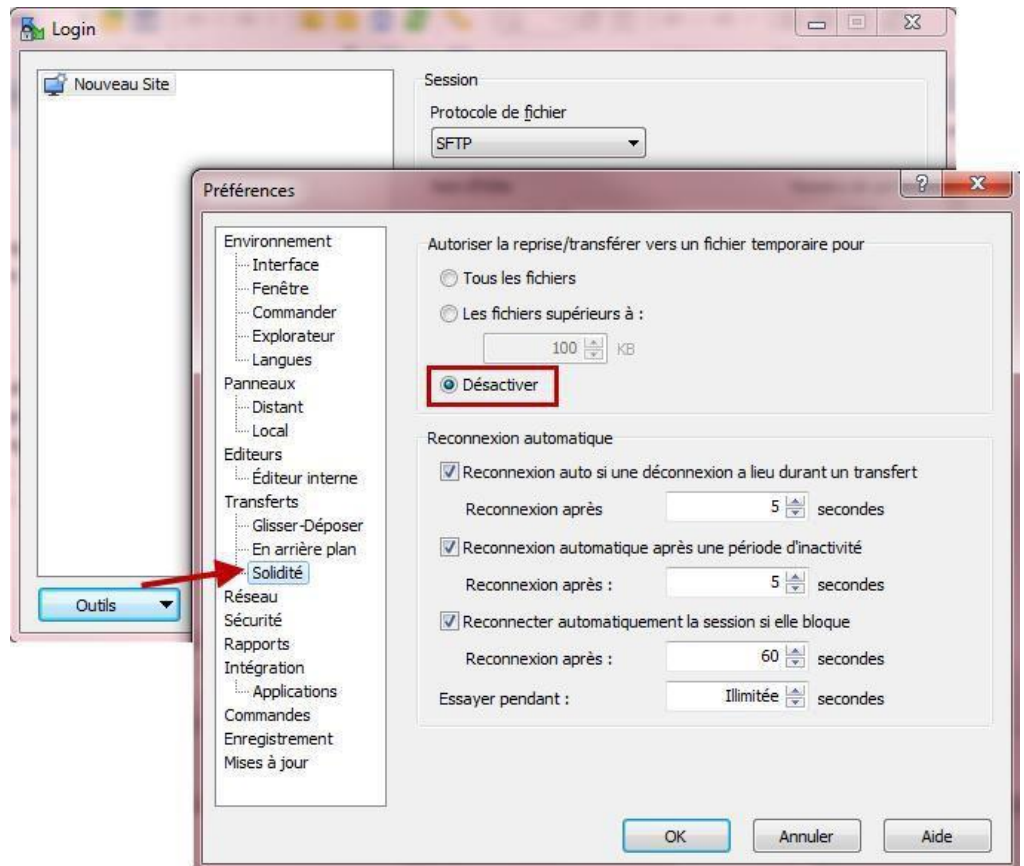 Login
Nouveau Site
Session
Protocole de fichier
SFTP
Outils
Préférences
Environnement
Interface
Fenêtre
Commander
Explorateur
Langues
Panneaux
Distant
Local
Editeurs
Éditeur interne
Transferts
Glisser-Déposer
En arrière plan
Solidité
Réseau
Sécurité
Rapports
Intégration
Applications
Commandes
Enregistrement
Mises à jour
Autoriser la reprise/transférer vers un fichier temporaire pour
Tous les fichiers
Les fichiers supérieurs à :
100 KB
Désactiver
Reconnexion automatique
Reconnexion auto si une déconnexion a lieu durant un transfert
Reconnexion après 5 secondes
Reconnexion automatique après une période d'inactivité
Reconnexion après : 5 secondes
Reconnecter automatiquement la session si elle bloque
Reconnexion après : 60 secondes
Essayer pendant : Illimitée secondes
OK Annuler Aide